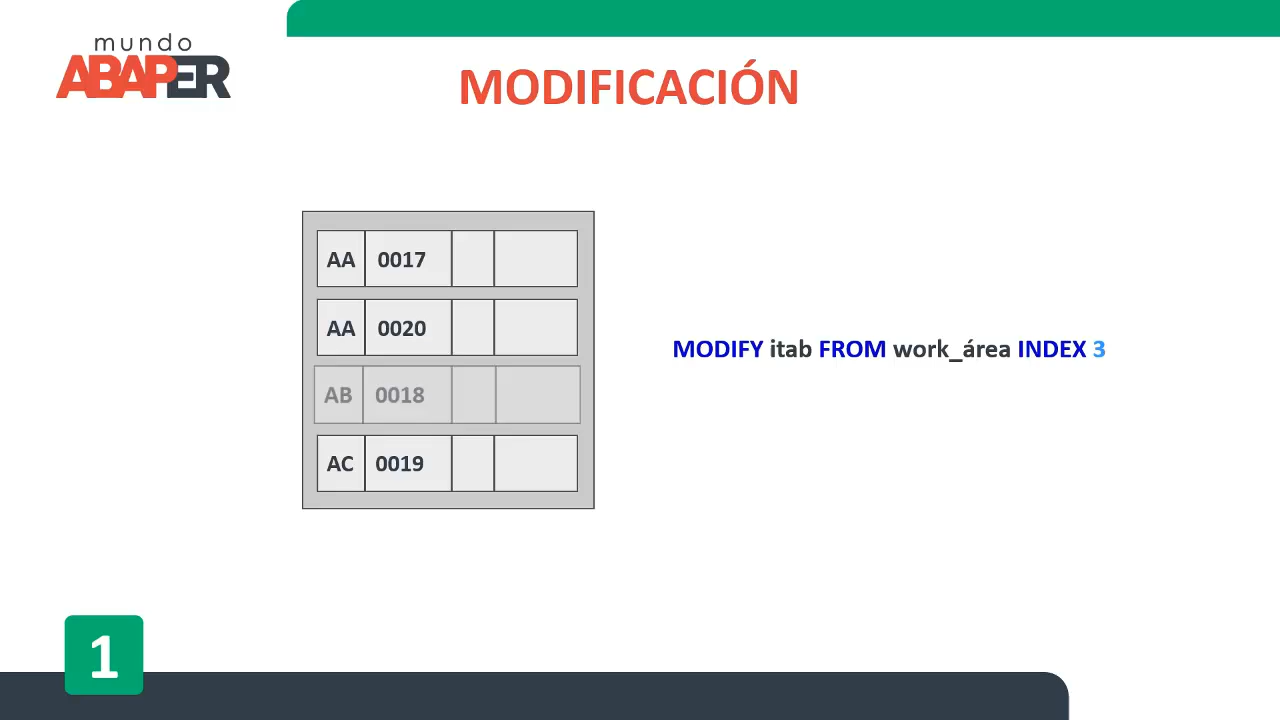 mundo
ABAPER
MODIFICACIÓN
AA 0017
AA 0020
AB 0018
AC 0019
MODIFY itab FROM work_área INDEX 3
1